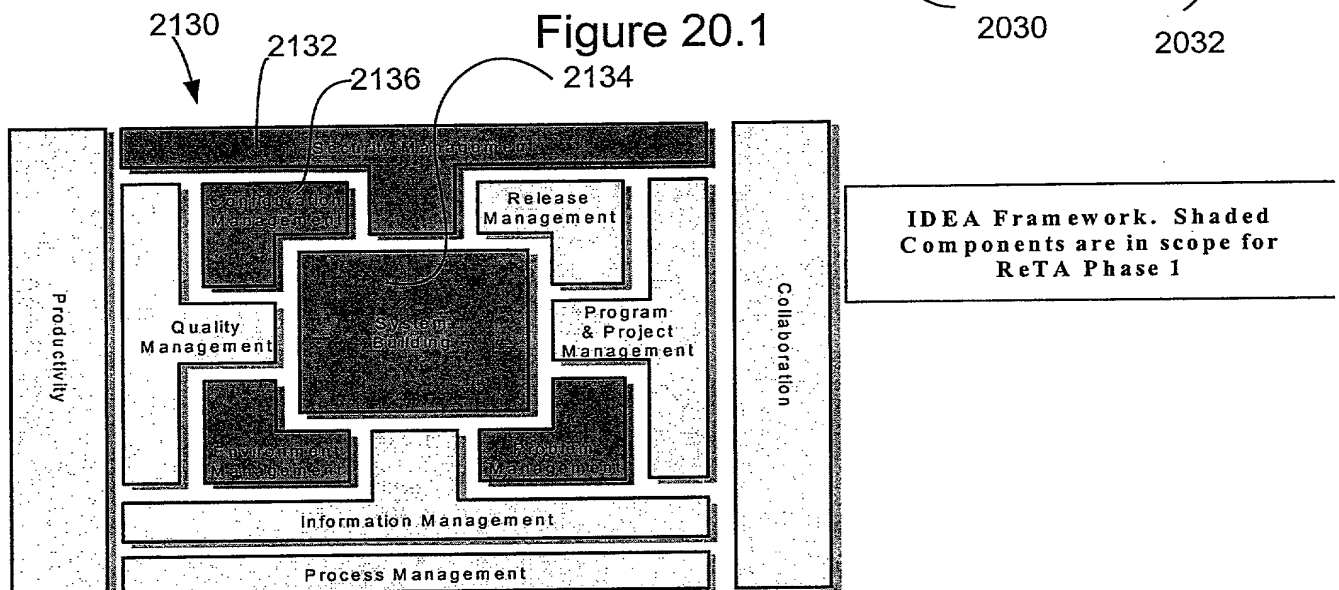 2030
2032
Figure 20.1
2130
2132
2136
2134
Security Management
Configuration
Management
Release
Management
IDEA Framework. Shaded
Components are in scope for
ReTA Phase 1
Productivity
Quality
Management
System
Building
Program
& Project
Management
Collaboration
Environment
Management
Problem
Management
Information Management
Process Management